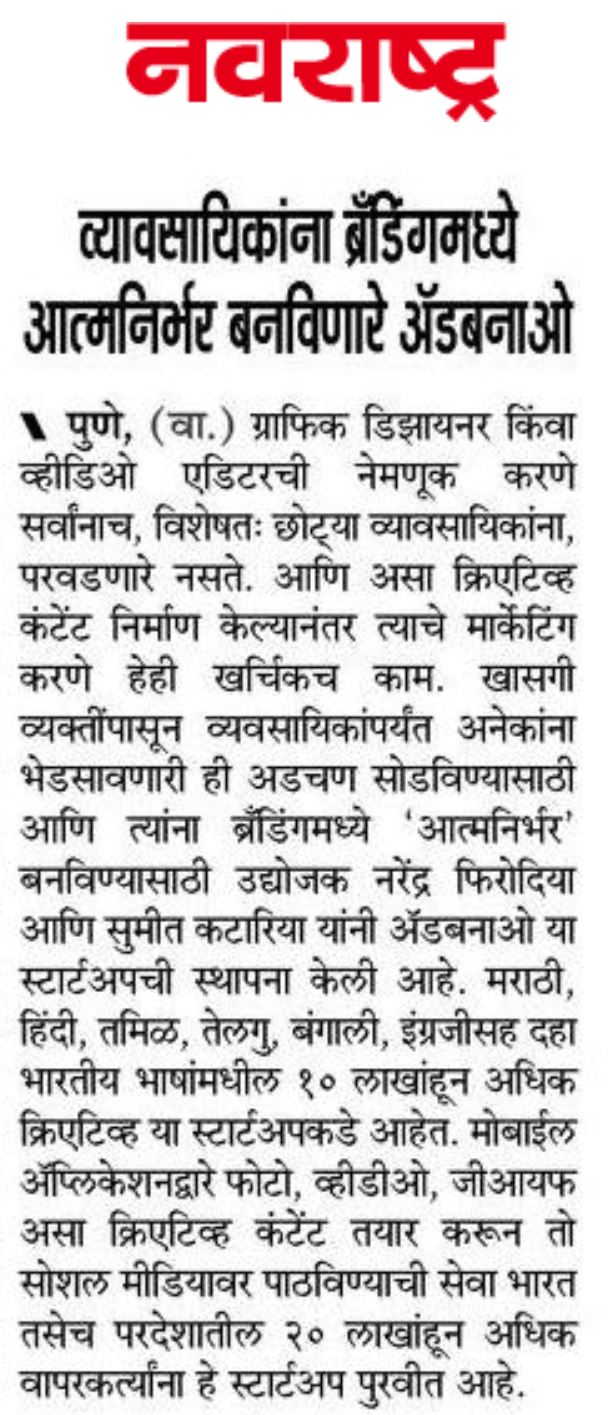 नवराष्ट्र
व्यावसायिकांना ब्रँडिंगमध्ये
आत्मनिर्भर बनविणारे ॲडबनाओ
पुणे, (वा.) ग्राफिक डिझायनर किंवा
व्हीडिओ एडिटरची नेमणूक करणे
सर्वांनाच, विशेषतः छोट्या व्यावसायिकांना,
परवडणारे नसते. आणि असा क्रिएटिव्ह
कंटेंट निर्माण केल्यानंतर त्याचे मार्केटिंग
करणे हेही खर्चिकच काम. खासगी
व्यक्तींपासून व्यवसायिकांपर्यंत अनेकांना
भेडसावणारी ही अडचण सोडविण्यासाठी
आणि त्यांना ब्रँडिंगमध्ये ‘आत्मनिर्भर’
बनविण्यासाठी उद्योजक नरेंद्र फिरोदिया
आणि सुमीत कटारिया यांनी ॲडबनाओ या
स्टार्टअपची स्थापना केली आहे. मराठी,
हिंदी, तमिळ, तेलगु, बंगाली, इंग्रजीसह दहा
भारतीय भाषांमधील १० लाखांहून अधिक
क्रिएटिव्ह या स्टार्टअपकडे आहेत. मोबाईल
ॲप्लिकेशनद्वारे फोटो, व्हीडीओ, जीआयफ
असा क्रिएटिव्ह कंटेंट तयार करून तो
सोशल मीडियावर पाठविण्याची सेवा भारत
तसेच परदेशातील २० लाखांहून अधिक
वापरकर्त्यांना हे स्टार्टअप पुरवीत आहे.